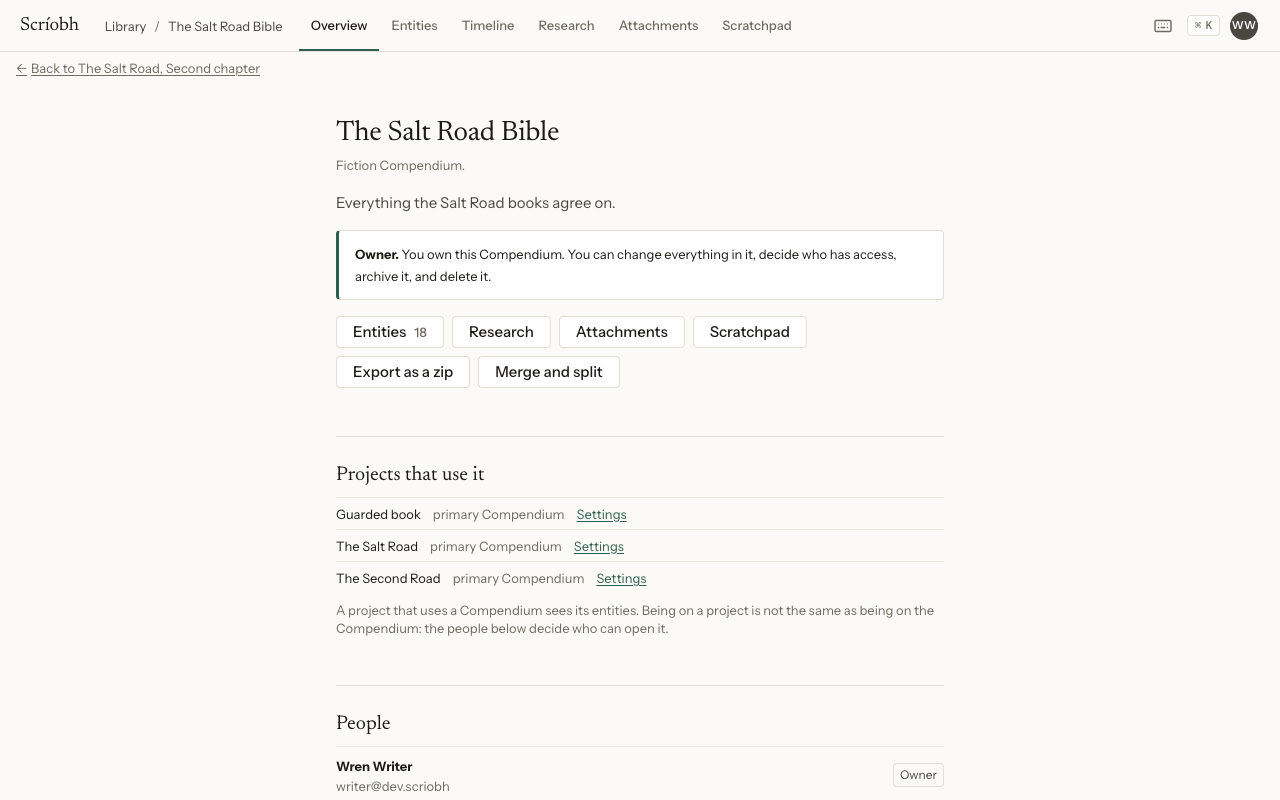 Scríobh
Library / The Salt Road Bible
Overview
Entities
Timeline
Research
Attachments
Scratchpad
⌘ K
WW
← Back to The Salt Road, Second chapter
The Salt Road Bible
Fiction Compendium.
Everything the Salt Road books agree on.
Owner. You own this Compendium. You can change everything in it, decide who has access,
archive it, and delete it.
Entities 18
Research
Attachments
Scratchpad
Export as a zip
Merge and split
Projects that use it
Guarded book primary Compendium Settings
The Salt Road primary Compendium Settings
The Second Road primary Compendium Settings
A project that uses a Compendium sees its entities. Being on a project is not the same as being on the
Compendium: the people below decide who can open it.
People
Wren Writer
writer@dev.scriobh
Owner